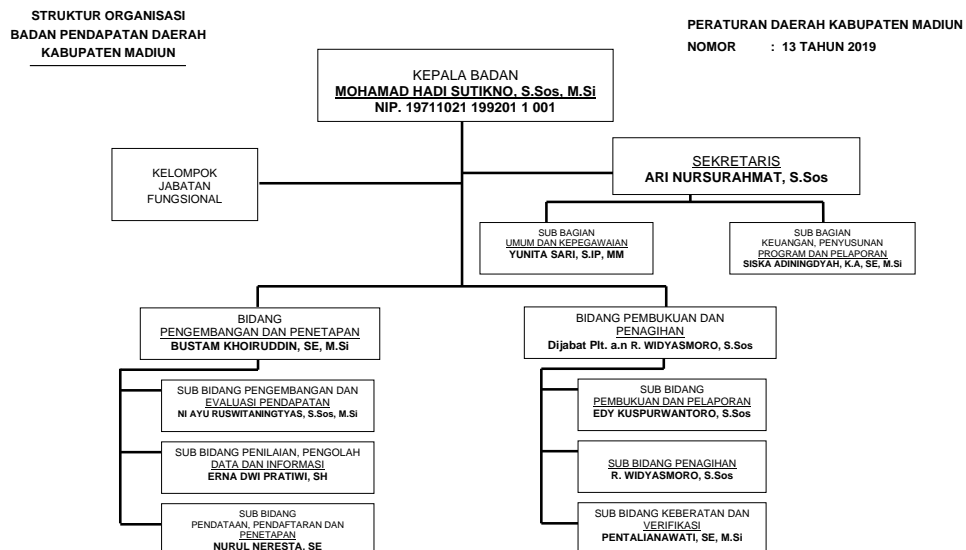 STRUKTUR ORGANISASI
BADAN PENDAPATAN DAERAH
KABUPATEN MADIUN
PERATURAN DAERAH KABUPATEN MADIUN
NOMOR : 13 TAHUN 2019
KEPALA BADAN
MOHAMAD HADI SUTIKNO, S.Sos, M.Si
NIP. 19711021 199201 1 001
KELOMPOK
JABATAN
FUNGSIONAL
SEKRETARIS
ARI NURSURAHMAT, S.Sos
SUB BAGIAN
UMUM DAN KEPEGAWAIAN
YUNITA SARI, S.IP, MM
SUB BAGIAN
KEUANGAN, PENYUSUNAN
PROGRAM DAN PELAPORAN
SISKA ADININGDYAH, K.A, SE, M.Si
BIDANG
PENGEMBANGAN DAN PENETAPAN
BUSTAM KHOIRUDDIN, SE, M.Si
BIDANG PEMBUKUAN DAN
PENAGIHAN
Dijabat Plt. a.n R. WIDYASMORO, S.Sos
SUB BIDANG PENGEMBANGAN DAN
EVALUASI PENDAPATAN
NI AYU RUSWITANINGTYAS, S.Sos, M.Si
SUB BIDANG PENILAIAN, PENGOLAH
DATA DAN INFORMASI
ERNA DWI PRATIWI, SH
SUB BIDANG
PENDATAAN, PENDAFTARAN DAN
PENETAPAN
NURUL NERESTA, SE
SUB BIDANG
PEMBUKUAN DAN PELAPORAN
EDY KUSPURWANTORO, S.Sos
SUB BIDANG PENAGIHAN
R. WIDYASMORO, S.Sos
SUB BIDANG KEBERATAN DAN
VERIFIKASI
PENTALIANAWATI, SE, M.Si